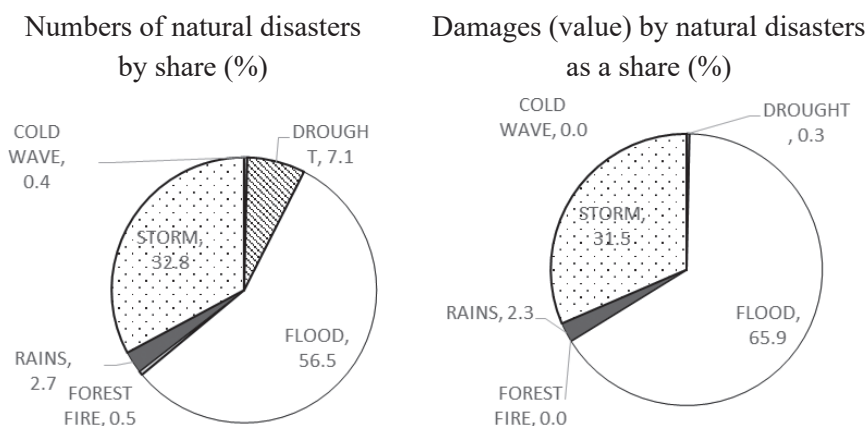 Numbers of natural disasters
by share (%)
COLD
WAVE,
0.4
DROUGH
T, 7.1
STORM,
32.8
FLOOD,
56.5
RAINS,
2.7
FOREST
FIRE, 0.5
Damages (value) by natural disasters
as a share (%)
COLD
WAVE, 0.0
DROUGHT
, 0.3
STORM,
31.5
RAINS, 2.3
FLOOD,
65.9
FOREST
FIRE, 0.0